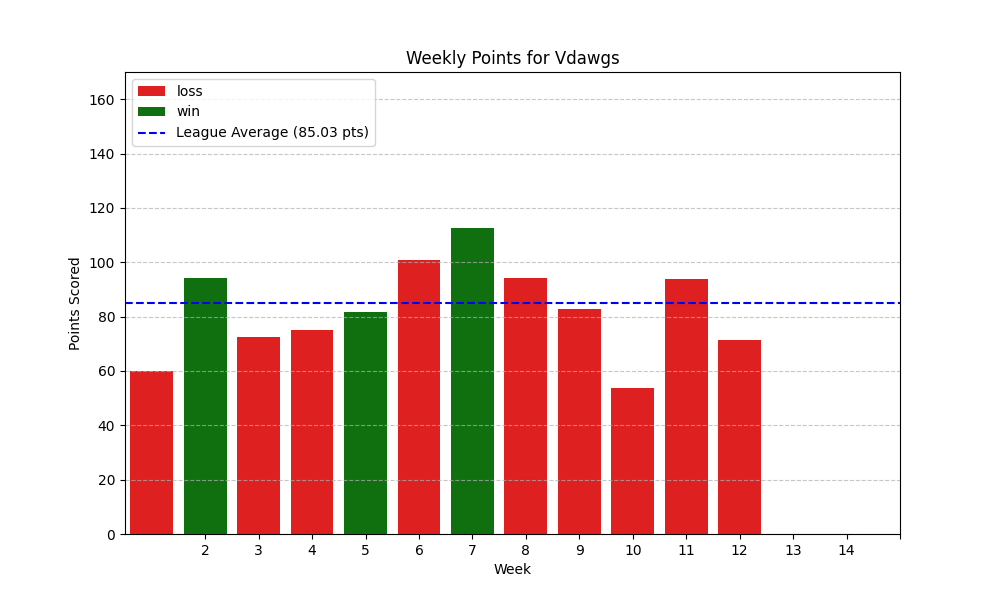 Weekly Points for Vdawgs
loss
win
League Average (85.03 pts)
160
140
120
100
80
60
40
20
0
Points Scored
2 3 4 5 6 7 8 9 10 11 12 13 14
Week